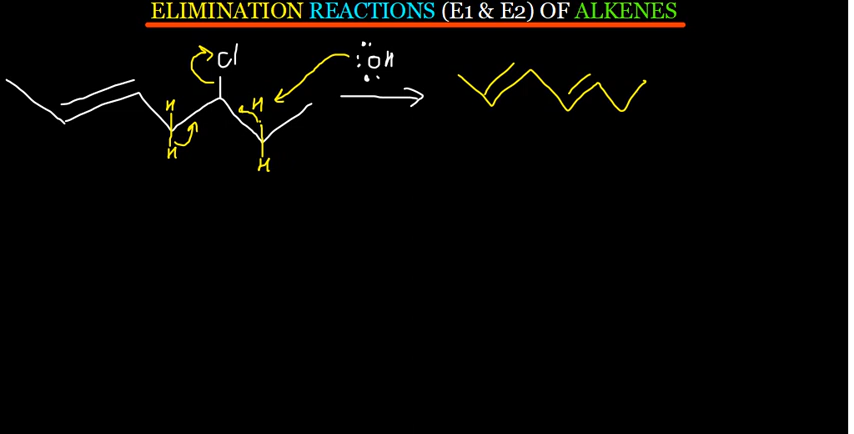 ELIMINATION REACTIONS (E1 & E2) OF ALKENES
Cl
:OH
H
H
H
H